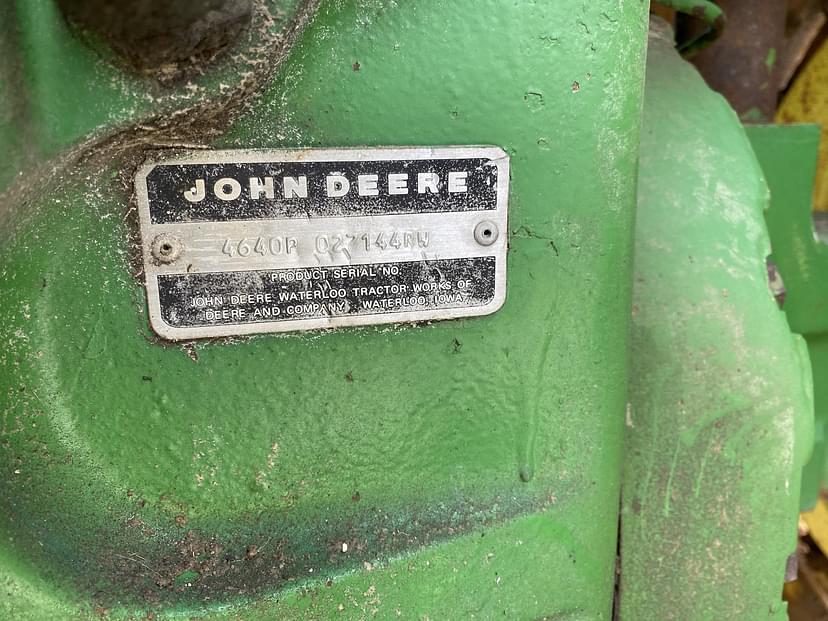 JOHN DEERE
4640P 027144RW
PRODUCT SERIAL NO.
JOHN DEERE WATERLOO TRACTOR WORKS OF
DEERE AND COMPANY WATERLOO, IOWA